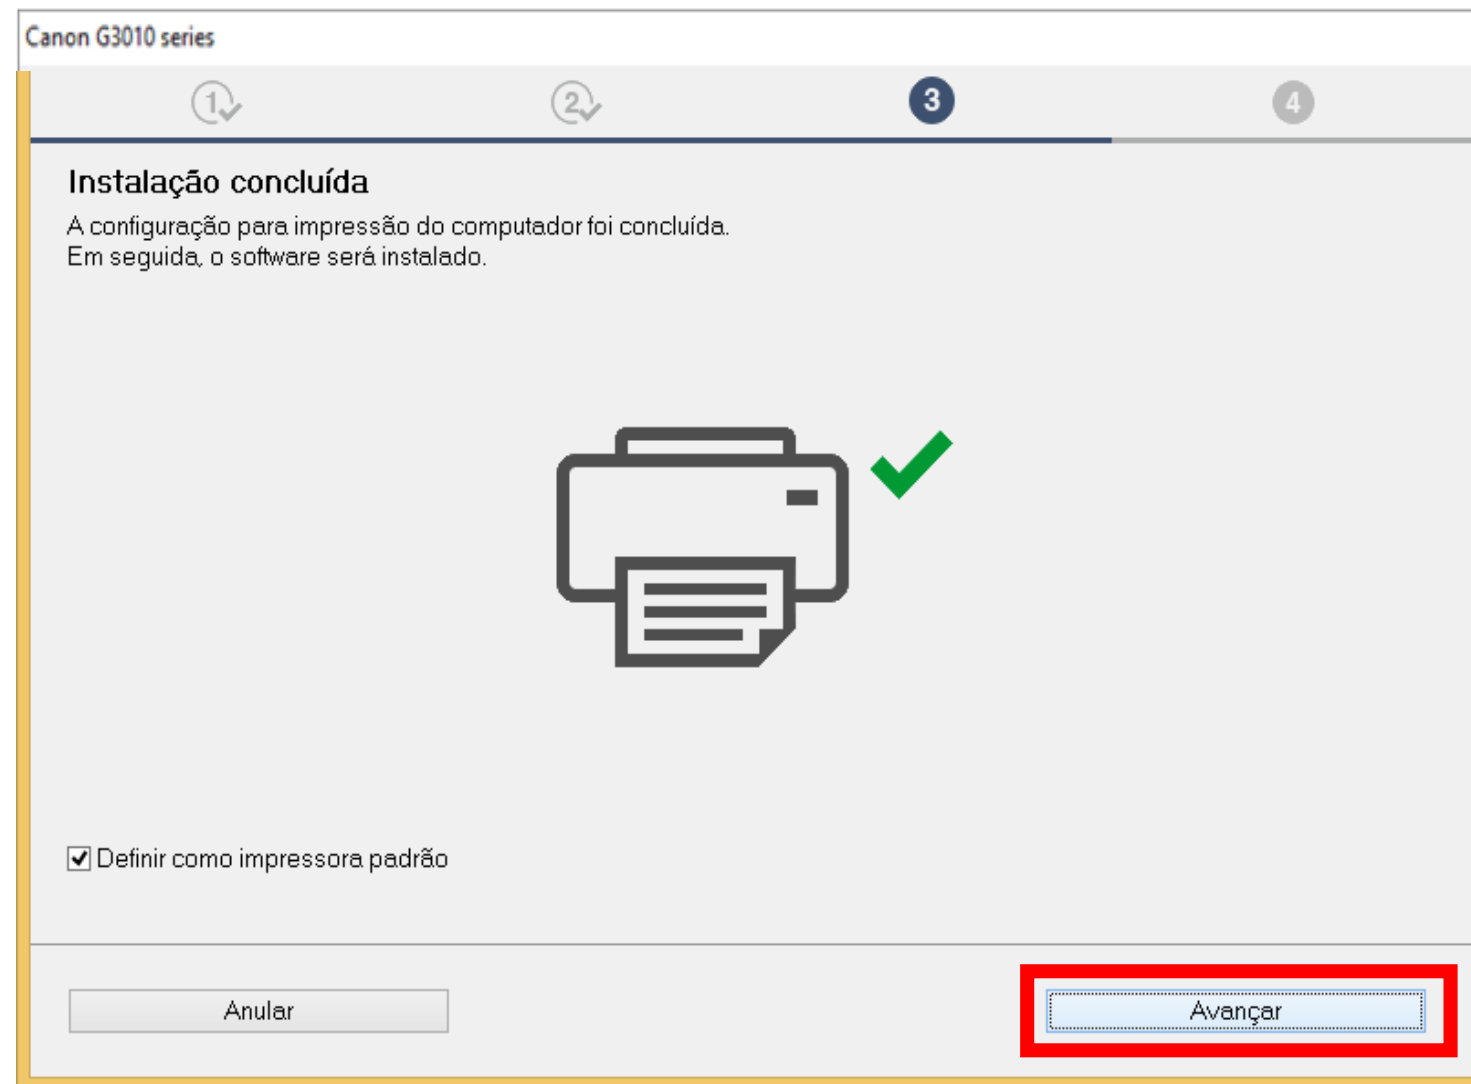 Canon G3010 series
1 2 3 4
Instalação concluída
A configuração para impressão do computador foi concluída.
Em seguida, o software será instalado.
Definir como impressora padrão
Anular Avançar